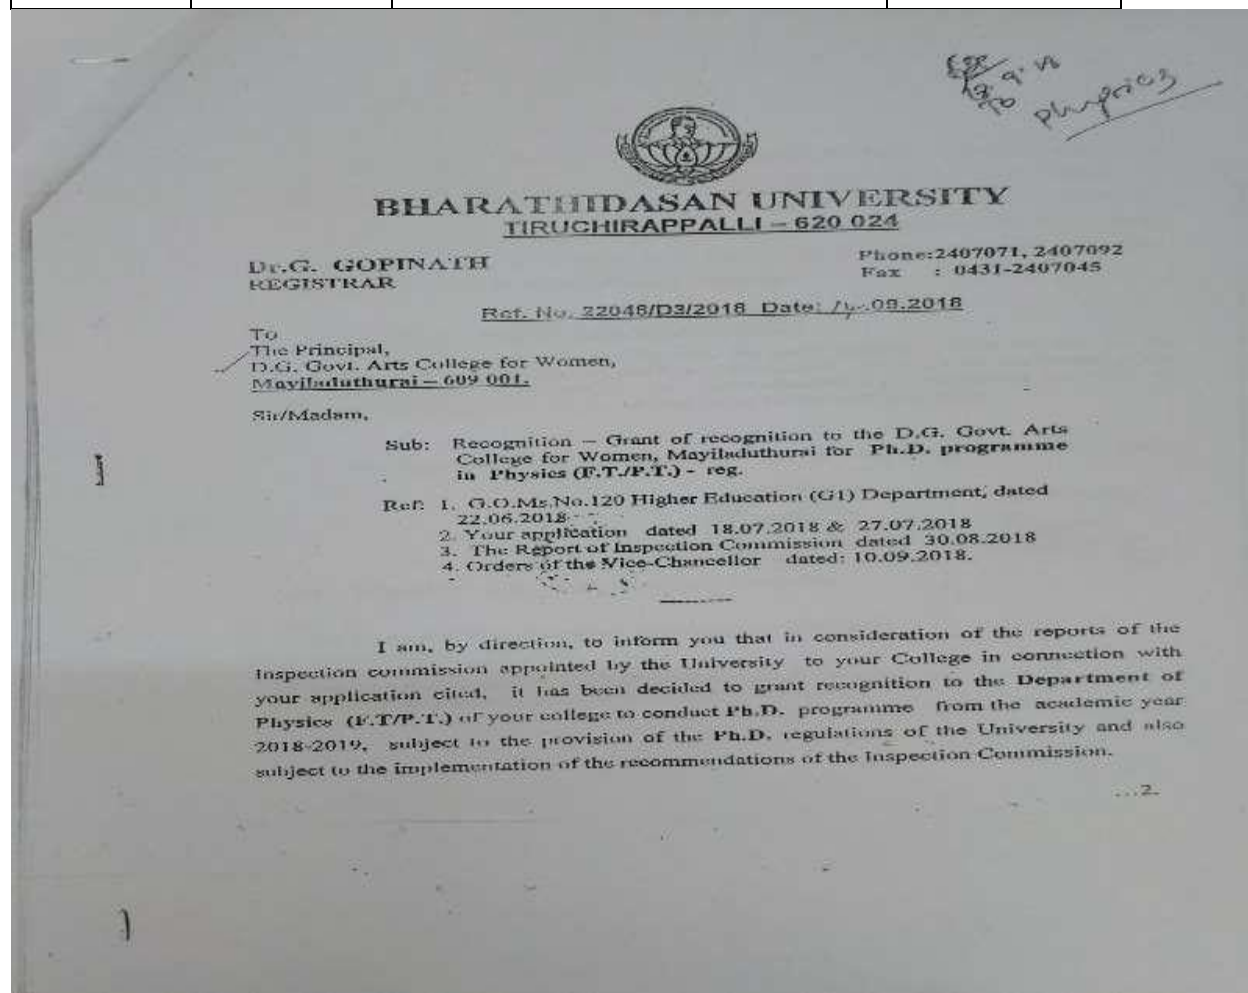 To Physics
BHARATHIDASAN UNIVERSITY
TIRUCHIRAPPALLI – 620 024
Dr.G. GOPINATH
REGISTRAR
Phone:2407071, 2407092
Fax : 0431-2407045
Ref. No. 22048/D3/2018 Date: .09.2018
To
The Principal,
D.G. Govt. Arts College for Women,
Mayiladuthurai – 609 001.
Sir/Madam,
Sub: Recognition – Grant of recognition to the D.G. Govt. Arts
College for Women, Mayiladuthurai for Ph.D. programme
in Physics (F.T./P.T.) - reg.
Ref: 1. G.O.Ms.No.120 Higher Education (G1) Department, dated
22.06.2018
2. Your application dated 18.07.2018 & 27.07.2018
3. The Report of Inspection Commission dated 30.08.2018
4. Orders of the Vice-Chancellor dated: 10.09.2018.
I am, by direction, to inform you that in consideration of the reports of the
Inspection commission appointed by the University to your College in connection with
your application cited, it has been decided to grant recognition to the Department of
Physics (F.T/P.T.) of your college to conduct Ph.D. programme from the academic year
2018-2019, subject to the provision of the Ph.D. regulations of the University and also
subject to the implementation of the recommendations of the Inspection Commission.
...2.